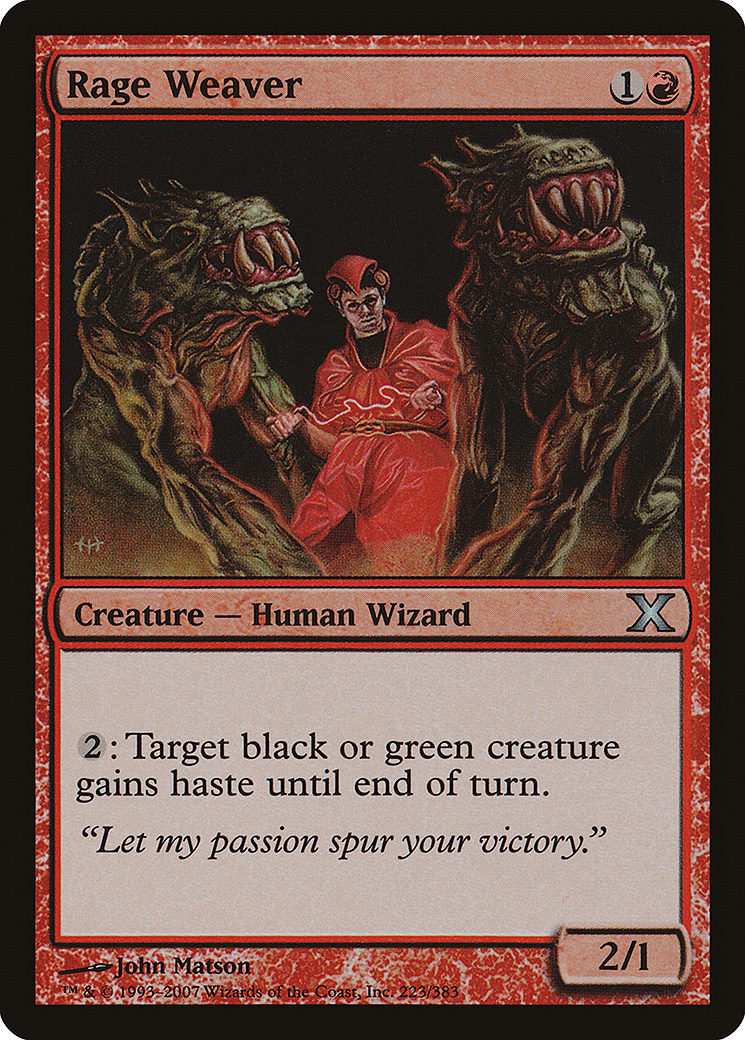 Rage Weaver 1
Creature — Human Wizard X
2: Target black or green creature
gains haste until end of turn.
“Let my passion spur your victory.”
2/1
John Matson
™ & © 1993–2007 Wizards of the Coast, Inc. 223/383